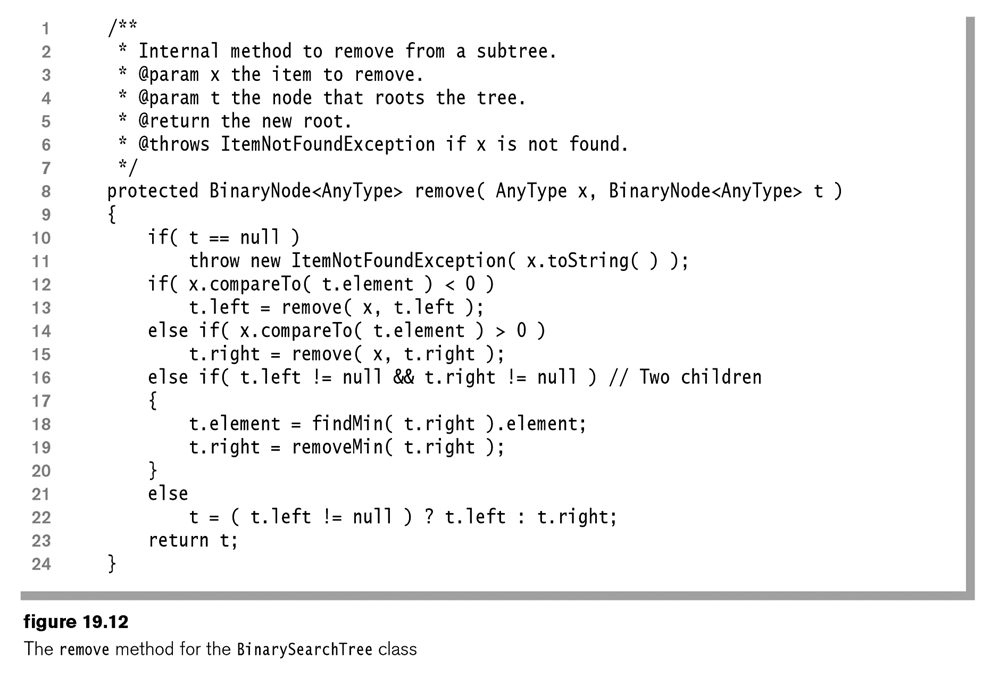 1 /**
2 * Internal method to remove from a subtree.
3 * @param x the item to remove.
4 * @param t the node that roots the tree.
5 * @return the new root.
6 * @throws ItemNotFoundException if x is not found.
7 */
8 protected BinaryNode<AnyType> remove( AnyType x, BinaryNode<AnyType> t )
9 {
10 if( t == null )
11 throw new ItemNotFoundException( x.toString( ) );
12 if( x.compareTo( t.element ) < 0 )
13 t.left = remove( x, t.left );
14 else if( x.compareTo( t.element ) > 0 )
15 t.right = remove( x, t.right );
16 else if( t.left != null && t.right != null ) // Two children
17 {
18 t.element = findMin( t.right ).element;
19 t.right = removeMin( t.right );
20 }
21 else
22 t = ( t.left != null ) ? t.left : t.right;
23 return t;
24 }
figure 19.12
The remove method for the BinarySearchTree class